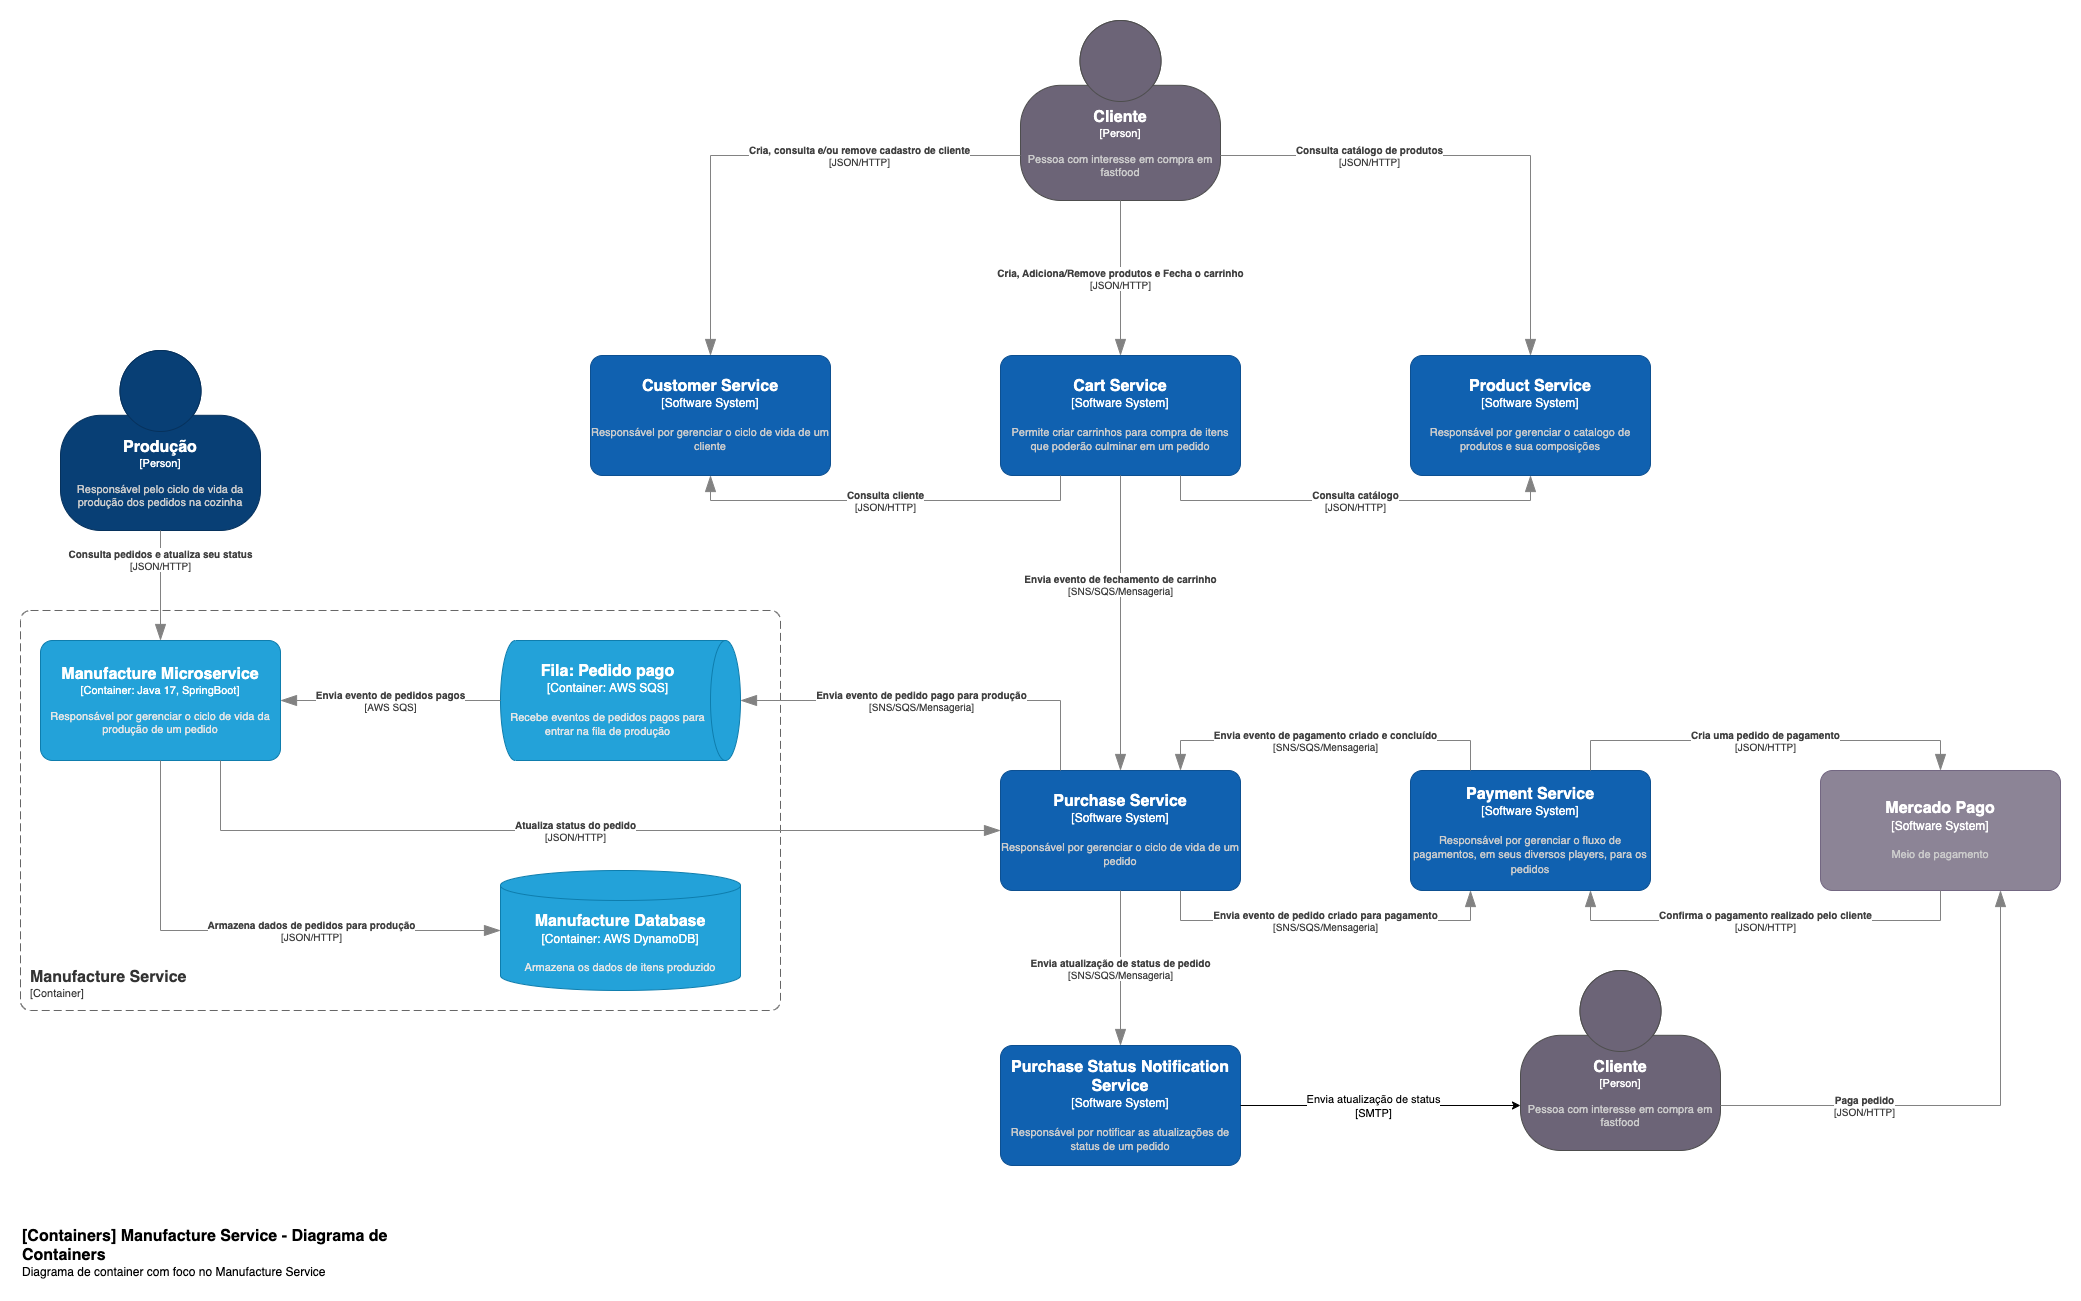 Cliente
[Person]
Pessoa com interesse em compra em
fastfood
Cria, consulta e/ou remove cadastro de cliente
[JSON/HTTP]
Consulta catálogo de produtos
[JSON/HTTP]
Cria, Adiciona/Remove produtos e Fecha o carrinho
[JSON/HTTP]
Produção
[Person]
Responsável pelo ciclo de vida da
produção dos pedidos na cozinha
Customer Service
[Software System]
Responsável por gerenciar o ciclo de vida de um
cliente
Cart Service
[Software System]
Permite criar carrinhos para compra de itens
que poderão culminar em um pedido
Product Service
[Software System]
Responsável por gerenciar o catalogo de
produtos e sua composições
Consulta cliente
[JSON/HTTP]
Consulta catálogo
[JSON/HTTP]
Consulta pedidos e atualiza seu status
[JSON/HTTP]
Envia evento de fechamento de carrinho
[SNS/SQS/Mensageria]
Manufacture Microservice
[Container: Java 17, SpringBoot]
Responsável por gerenciar o ciclo de vida da
produção de um pedido
Envia evento de pedidos pagos
[AWS SQS]
Fila: Pedido pago
[Container: AWS SQS]
Recebe eventos de pedidos pagos para
entrar na fila de produção
Envia evento de pedido pago para produção
[SNS/SQS/Mensageria]
Envia evento de pagamento criado e concluído
[SNS/SQS/Mensageria]
Cria uma pedido de pagamento
[JSON/HTTP]
Purchase Service
[Software System]
Responsável por gerenciar o ciclo de vida de um
pedido
Payment Service
[Software System]
Responsável por gerenciar o fluxo de
pagamentos, em seus diversos players, para os
pedidos
Mercado Pago
[Software System]
Meio de pagamento
Atualiza status do pedido
[JSON/HTTP]
Armazena dados de pedidos para produção
[JSON/HTTP]
Manufacture Database
[Container: AWS DynamoDB]
Armazena os dados de itens produzido
Envia evento de pedido criado para pagamento
[SNS/SQS/Mensageria]
Confirma o pagamento realizado pelo cliente
[JSON/HTTP]
Manufacture Service
[Container]
Envia atualização de status de pedido
[SNS/SQS/Mensageria]
Purchase Status Notification
Service
[Software System]
Responsável por notificar as atualizações de
status de um pedido
Envia atualização de status
[SMTP]
Cliente
[Person]
Pessoa com interesse em compra em
fastfood
Paga pedido
[JSON/HTTP]
[Containers] Manufacture Service - Diagrama de
Containers
Diagrama de container com foco no Manufacture Service